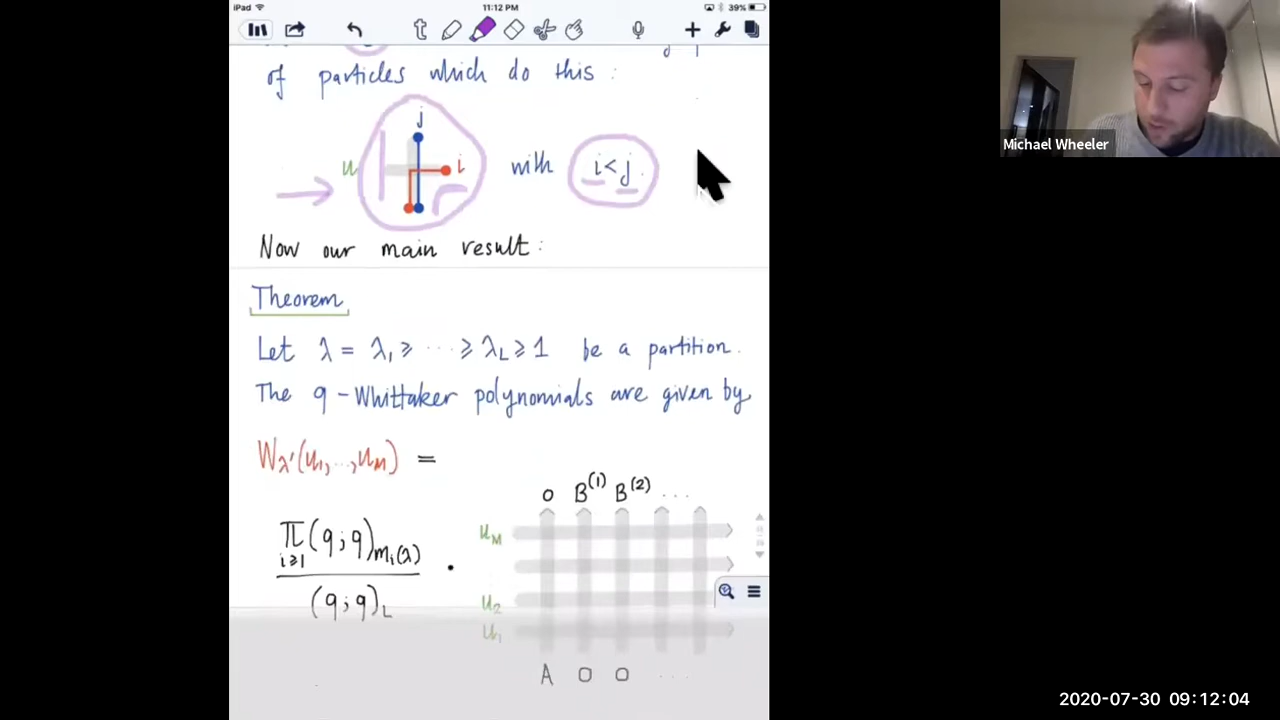 iPad 11:12 PM 39%
t
of particles which do this :
j
u i with i < j
Now our main result :
Theorem
Let λ = λ₁ ⩾ ··· ⩾ λ_L ⩾ 1 be a partition.
The q-Whittaker polynomials are given by
W_λ'(u₁, ..., u_M) =
0 B⁽¹⁾ B⁽²⁾ ...
∏_{i⩾1} (q;q)_{m_i(λ)} / (q;q)_L ·
u_M
u₂
u₁
A 0 0 ...
Michael Wheeler
2020-07-30 09:12:04